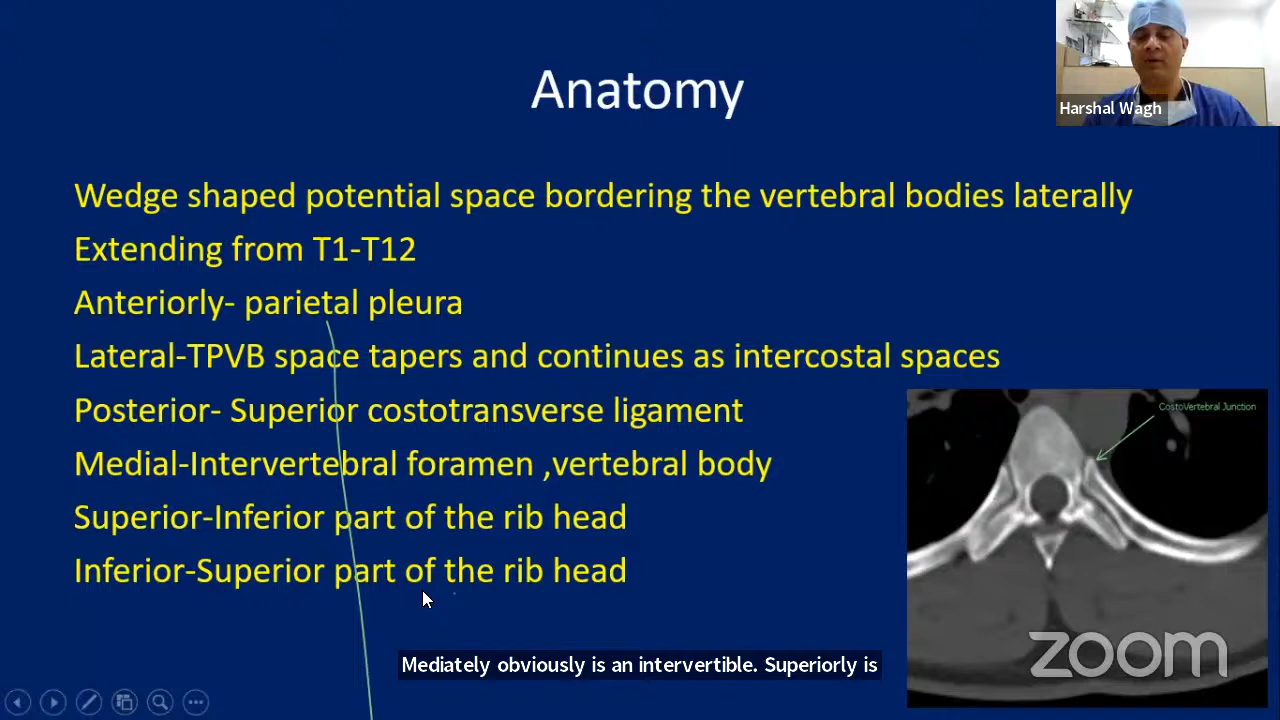 Anatomy
Harshal Wagh
Wedge shaped potential space bordering the vertebral bodies laterally
Extending from T1-T12
Anteriorly- parietal pleura
Lateral-TPVB space tapers and continues as intercostal spaces
Posterior- Superior costotransverse ligament
Medial-Intervertebral foramen ,vertebral body
Superior-Inferior part of the rib head
Inferior-Superior part of the rib head
CostoVertebral Junction
zoom
Mediately obviously is an intervertible. Superiorly is